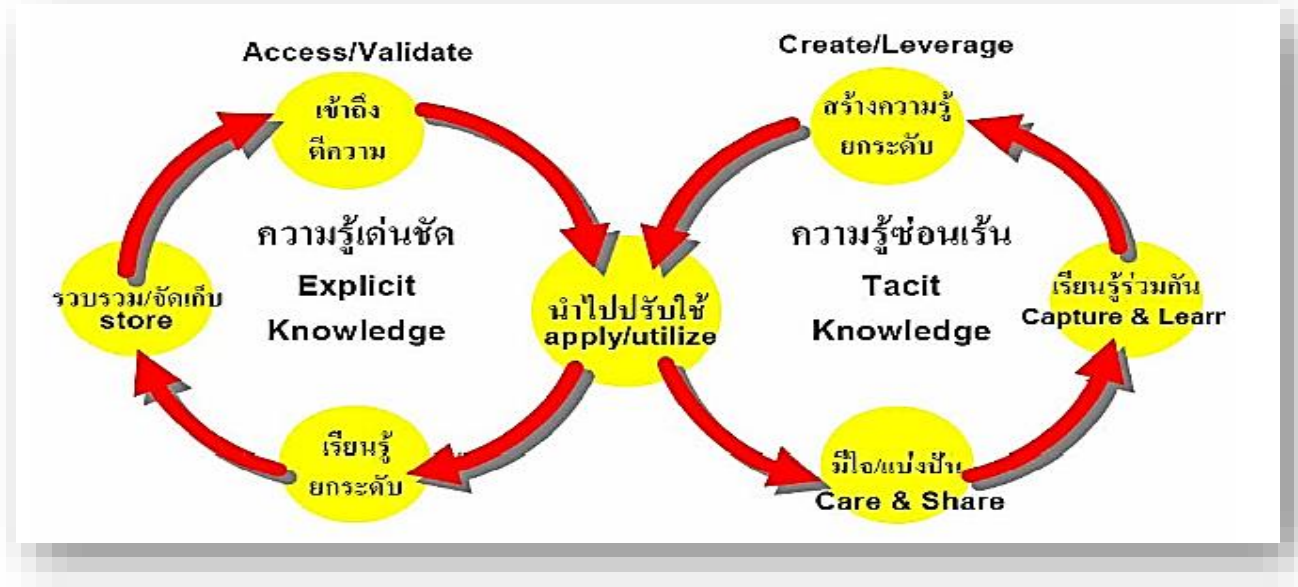 Access/Validate
เข้าถึง
ตีความ
ความรู้เด่นชัด
Explicit
Knowledge
รวบรวม/จัดเก็บ
store
เรียนรู้
ยกระดับ
นำไปปรับใช้
apply/utilize
Create/Leverage
สร้างความรู้
ยกระดับ
ความรู้ซ่อนเร้น
Tacit
Knowledge
เรียนรู้ร่วมกัน
Capture & Learn
มีใจ/แบ่งปัน
Care & Share